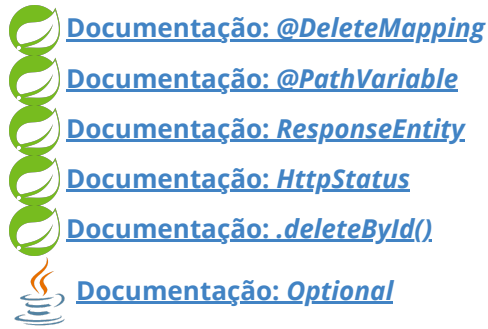 Documentação: @DeleteMapping
Documentação: @PathVariable
Documentação: ResponseEntity
Documentação: HttpStatus
Documentação: .deleteById()
Documentação: Optional